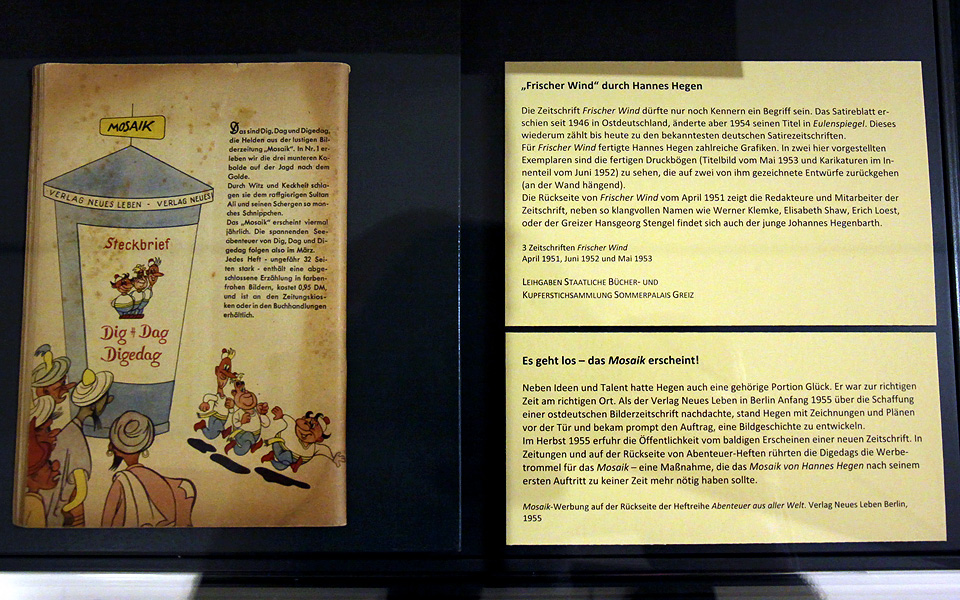 MOSAIK
VERLAG NEUES LEBEN - VERLAG NEUES
Steckbrief
Dig + Dag
Digedag
Das sind Dig, Dag und Digedag,
die Helden aus der lustigen Bil-
derzeitung „Mosaik“. In Nr. 1 er-
leben wir die drei munteren Ko-
bolde auf der Jagd nach dem
Golde.
Durch Witz und Keckheit schla-
gen sie dem raffgierigen Sultan
Ali und seinen Schergen so man-
ches Schnippchen.
Das „Mosaik“ erscheint viermal
jährlich. Die spannenden See-
abenteuer von Dig, Dag und Di-
gedag folgen also im März.
Jedes Heft - ungefähr 32 Sei-
ten stark - enthält eine abge-
schlossene Erzählung in farben-
frohen Bildern, kostet 0,95 DM,
und ist an den Zeitungskios-
ken oder in den Buchhandlungen
erhältlich.
„Frischer Wind“ durch Hannes Hegen
Die Zeitschrift Frischer Wind dürfte nur noch Kennern ein Begriff sein. Das Satireblatt er-
schien seit 1946 in Ostdeutschland, änderte aber 1954 seinen Titel in Eulenspiegel. Dieses
wiederum zählt bis heute zu den bekanntesten deutschen Satirezeitschriften.
Für Frischer Wind fertigte Hannes Hegen zahlreiche Grafiken. In zwei hier vorgestellten
Exemplaren sind die fertigen Druckbögen (Titelbild vom Mai 1953 und Karikaturen im In-
nenteil vom Juni 1952) zu sehen, die auf zwei von ihm gezeichnete Entwürfe zurückgehen
(an der Wand hängend).
Die Rückseite von Frischer Wind vom April 1951 zeigt die Redakteure und Mitarbeiter der
Zeitschrift, neben so klangvollen Namen wie Werner Klemke, Elisabeth Shaw, Erich Loest,
oder der Greizer Hansgeorg Stengel findet sich auch der junge Johannes Hegenbarth.
3 Zeitschriften Frischer Wind
April 1951, Juni 1952 und Mai 1953
LEIHGABEN STAATLICHE BÜCHER- UND
KUPFERSTICHSAMMLUNG SOMMERPALAIS GREIZ
Es geht los – das Mosaik erscheint!
Neben Ideen und Talent hatte Hegen auch eine gehörige Portion Glück. Er war zur richtigen
Zeit am richtigen Ort. Als der Verlag Neues Leben in Berlin Anfang 1955 über die Schaffung
einer ostdeutschen Bilderzeitschrift nachdachte, stand Hegen mit Zeichnungen und Plänen
vor der Tür und bekam prompt den Auftrag, eine Bildgeschichte zu entwickeln.
Im Herbst 1955 erfuhr die Öffentlichkeit vom baldigen Erscheinen einer neuen Zeitschrift. In
Zeitungen und auf der Rückseite von Abenteuer-Heften rührten die Digedags die Werbe-
trommel für das Mosaik – eine Maßnahme, die das Mosaik von Hannes Hegen nach seinem
ersten Auftritt zu keiner Zeit mehr nötig haben sollte.
Mosaik-Werbung auf der Rückseite der Heftreihe Abenteuer aus aller Welt. Verlag Neues Leben Berlin,
1955